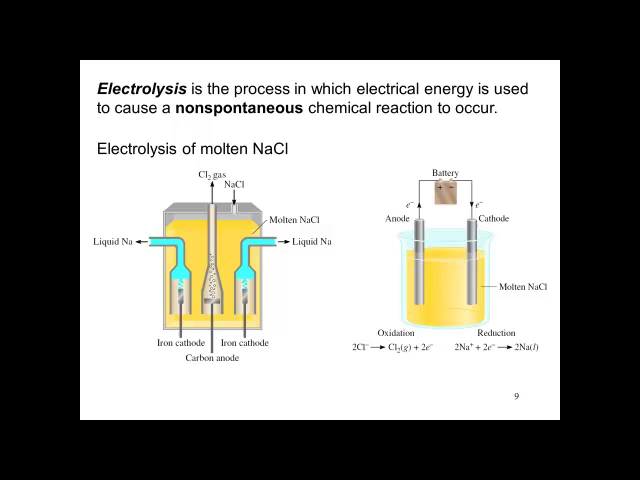 Electrolysis is the process in which electrical energy is used
to cause a nonspontaneous chemical reaction to occur.
Electrolysis of molten NaCl
Cl2 gas
NaCl
Molten NaCl
Liquid Na
Liquid Na
Iron cathode
Iron cathode
Carbon anode
Battery
+ −
e−
e−
Anode
Cathode
Molten NaCl
Oxidation
Reduction
2Cl− → Cl2(g) + 2e−
2Na+ + 2e− → 2Na(l)
9